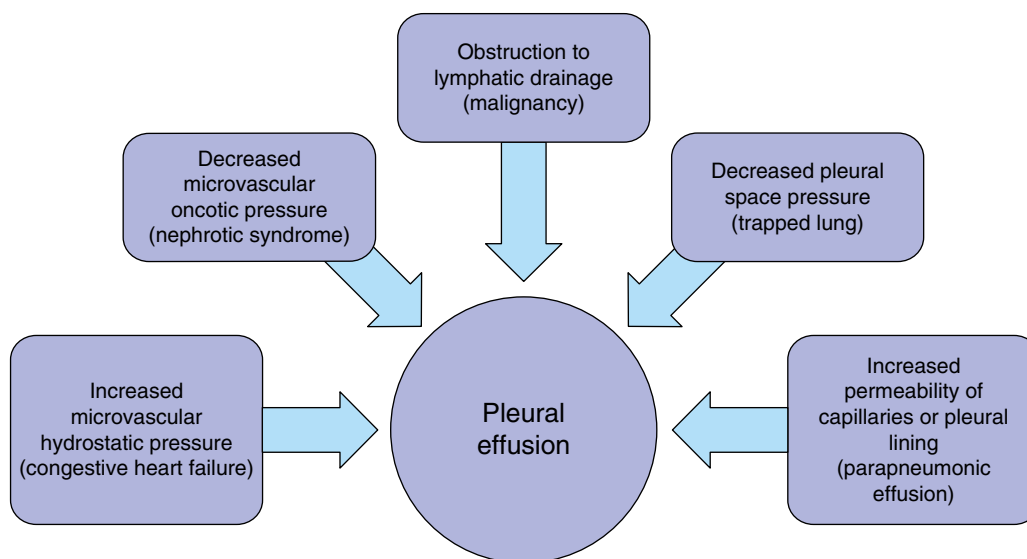 Obstruction to
lymphatic drainage
(malignancy)
Decreased
microvascular
oncotic pressure
(nephrotic syndrome)
Decreased pleural
space pressure
(trapped lung)
Increased
microvascular
hydrostatic pressure
(congestive heart failure)
Pleural
effusion
Increased
permeability of
capillaries or pleural
lining
(parapneumonic
effusion)